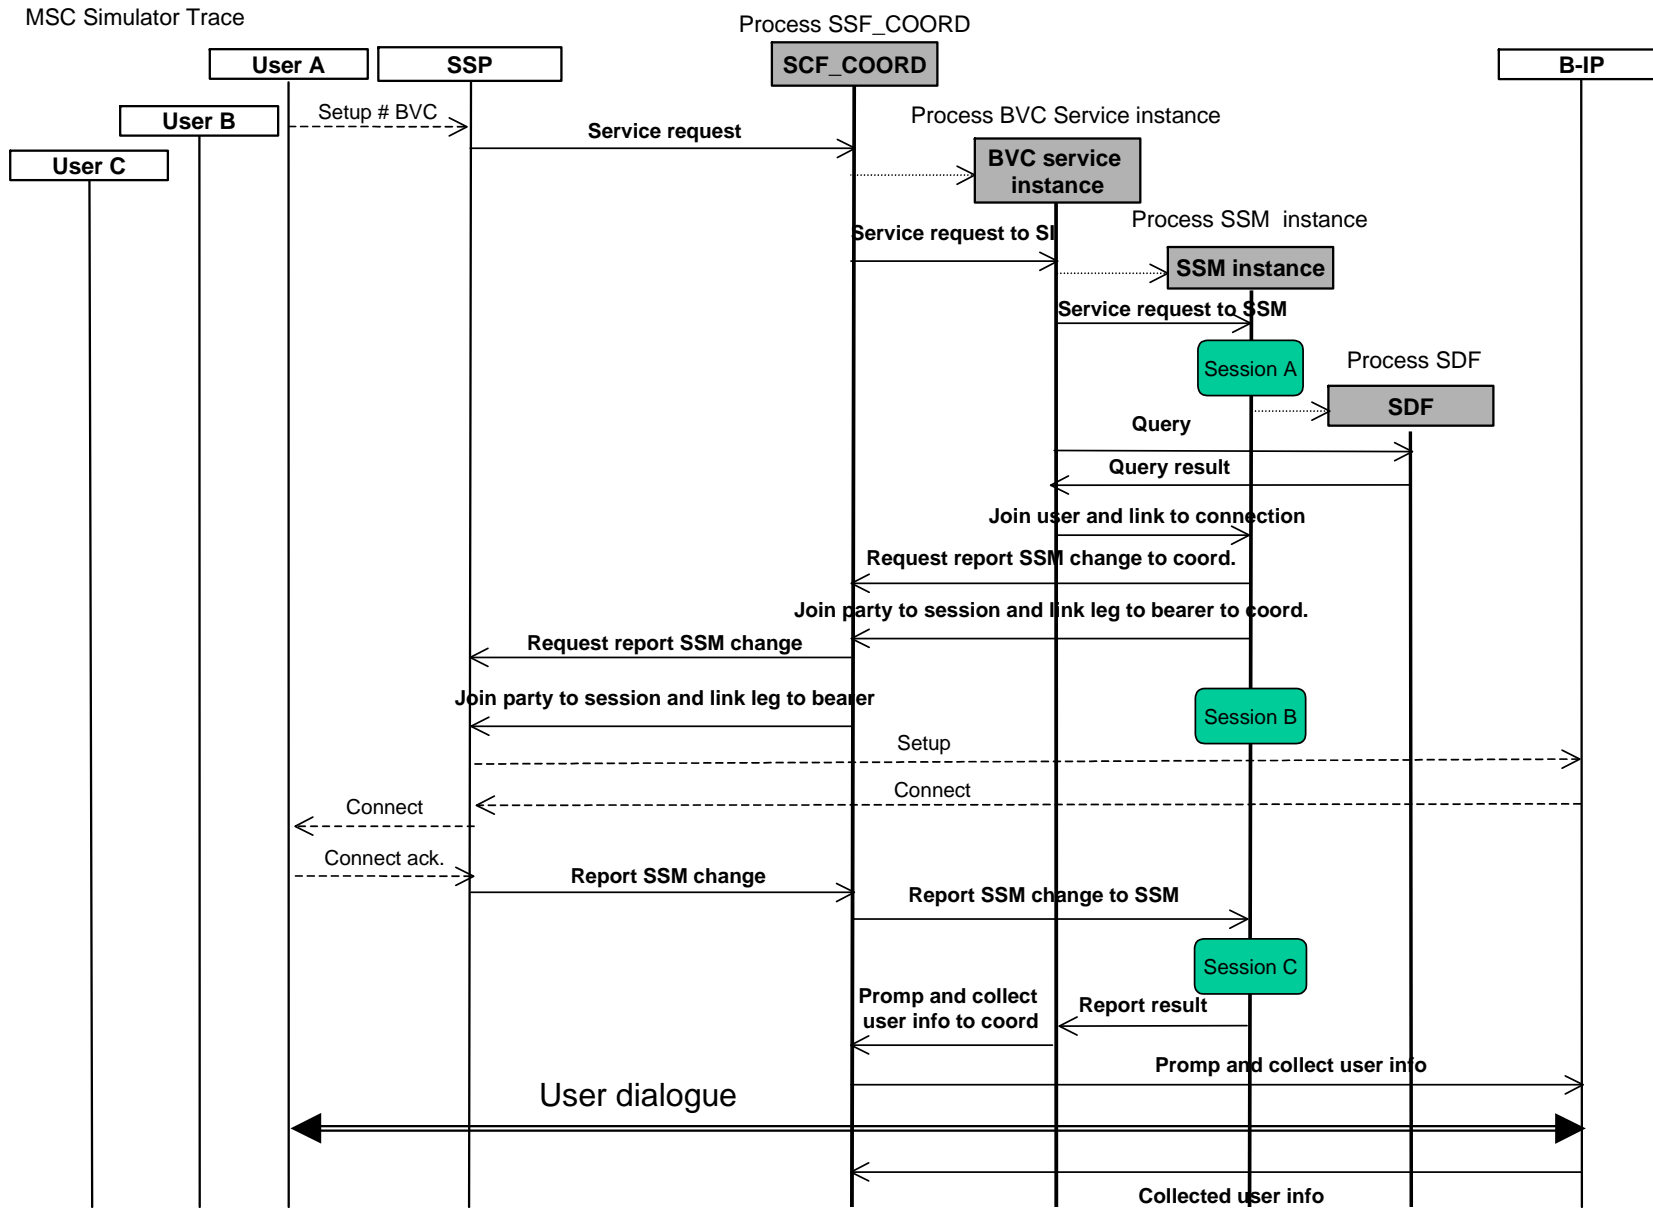 MSC Simulator Trace
Process SSF_COORD
User A
SSP
SCF_COORD
B-IP
Setup # BVC
User B
Process BVC Service instance
Service request
User C
BVC service
instance
Process SSM  instance
Service request to SI
SSM instance
Service request to SSM
Session A
Process SDF
SDF
Query
Query result
Join user and link to connection
Request report SSM change to coord.
Join party to session and link leg to bearer to coord.
Request report SSM change
Join party to session and link leg to bearer
Session B
Setup
Connect
Connect
Connect ack.
Report SSM change
Report SSM change to SSM
Session C
Promp and collect
user info to coord
Report result
Promp and collect user info
User dialogue
Collected user info